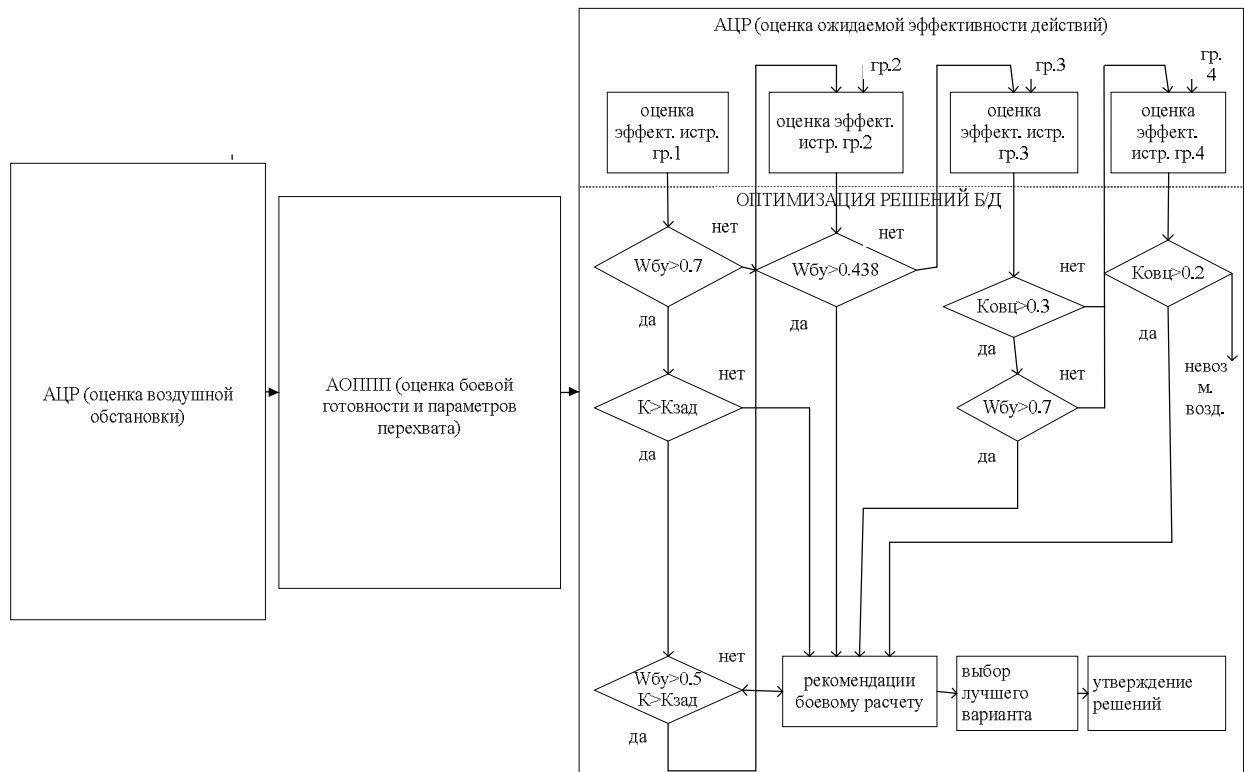 АЦР (оценка воздушной
обстановки)
АОППП (оценка боевой
готовности и параметров
перехвата)
АЦР (оценка ожидаемой эффективности действий)
оценка
эффект. истр.
гр.1
гр.2
оценка эффект.
истр. гр.2
гр.3
оценка
эффект. истр.
гр.3
гр.
4
оценка
эффект.
истр. гр.4
ОПТИМИЗАЦИЯ РЕШЕНИЙ Б/Д
Wбу>0.7
нет
да
Wбу>0.438
нет
да
Ковц>0.3
нет
да
Ковц>0.2
да
невоз
м.
возд.
K>Kзад
нет
да
Wбу>0.7
нет
да
Wбу>0.5
K>Kзад
нет
да
рекомендации
боевому расчету
выбор
лучшего
варианта
утверждение
решений